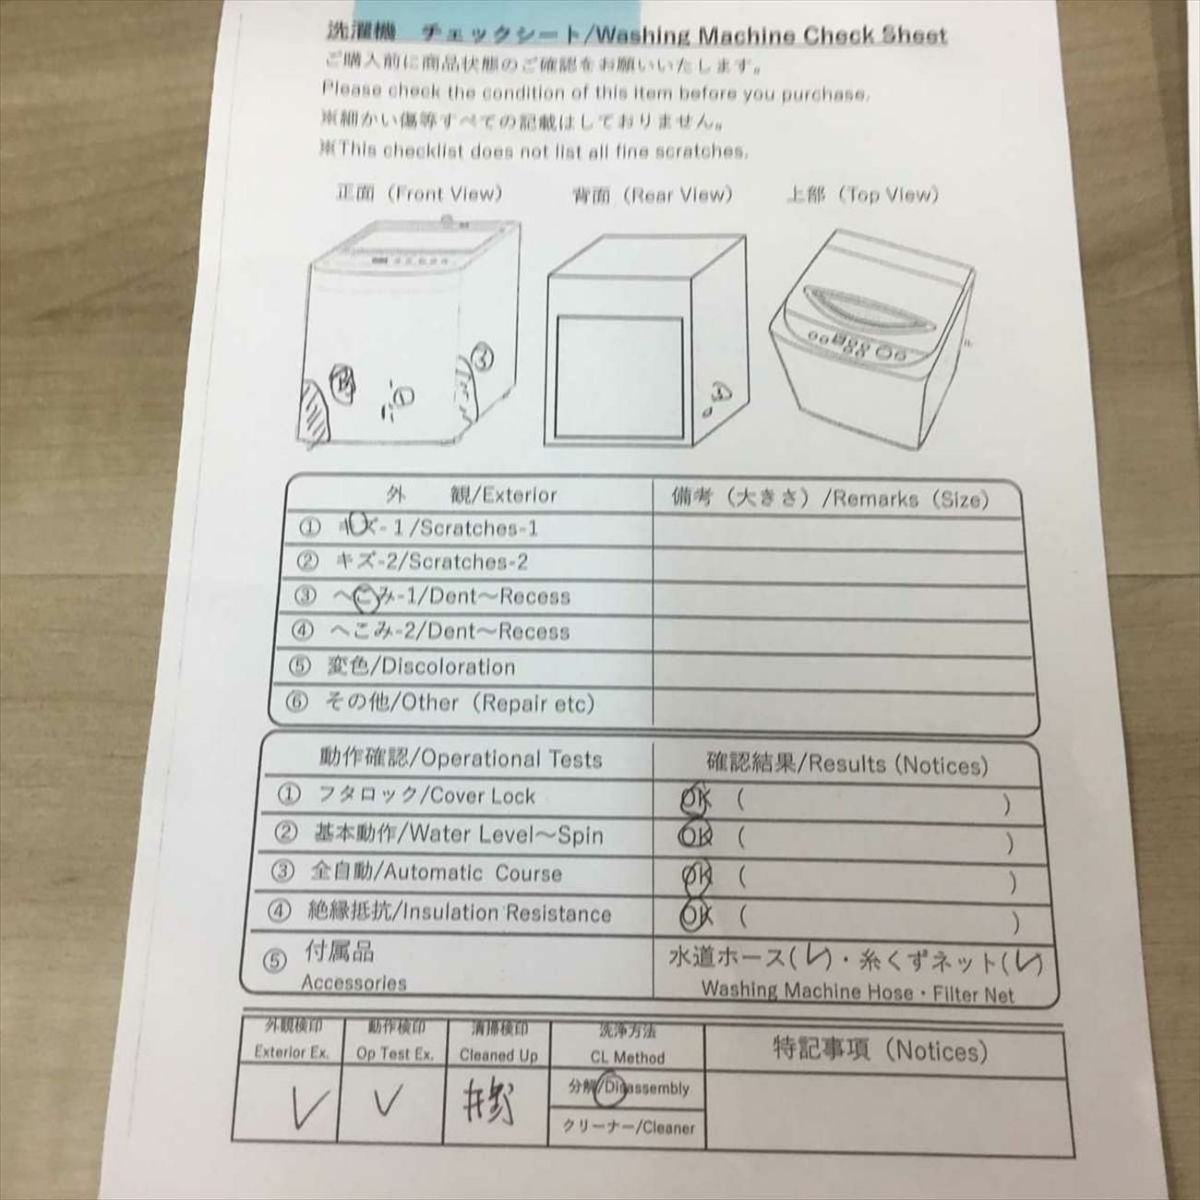 洗濯機 チェックシート/Washing Machine Check Sheet
ご購入前に商品状態のご確認をお願いいたします。
Please check the condition of this item before you purchase.
※細かい傷等すべての記載はしておりません。
※This checklist does not list all fine scratches.
正面（Front View） 背面（Rear View） 上部（Top View）
③
①
外 観/Exterior 備考（大きさ）/Remarks（Size）
① キズ-1/Scratches-1
② キズ-2/Scratches-2
③ へこみ-1/Dent～Recess
④ へこみ-2/Dent～Recess
⑤ 変色/Discoloration
⑥ その他/Other（Repair etc）
動作確認/Operational Tests 確認結果/Results (Notices)
① フタロック/Cover Lock OK ( )
② 基本動作/Water Level～Spin OK ( )
③ 全自動/Automatic Course OK ( )
④ 絶縁抵抗/Insulation Resistance OK ( )
⑤ 付属品 水道ホース(レ)・糸くずネット(レ)
Accessories Washing Machine Hose・Filter Net
外観検印 動作検印 清掃検印 洗浄方法 特記事項（Notices）
Exterior Ex. Op Test Ex. Cleaned Up CL Method
分解/Disassembly
クリーナー/Cleaner